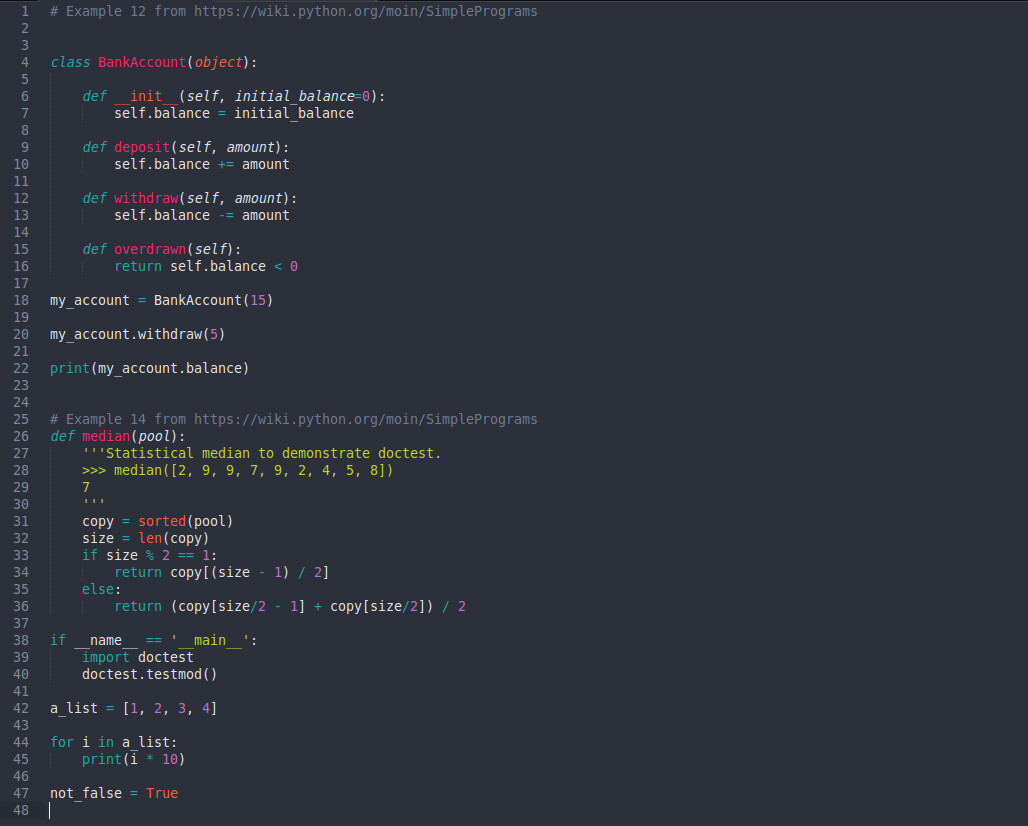 1 # Example 12 from https://wiki.python.org/moin/SimplePrograms
2
3
4 class BankAccount(object):
5
6     def __init__(self, initial_balance=0):
7         self.balance = initial_balance
8
9     def deposit(self, amount):
10         self.balance += amount
11
12     def withdraw(self, amount):
13         self.balance -= amount
14
15     def overdrawn(self):
16         return self.balance < 0
17
18 my_account = BankAccount(15)
19
20 my_account.withdraw(5)
21
22 print(my_account.balance)
23
24
25 # Example 14 from https://wiki.python.org/moin/SimplePrograms
26 def median(pool):
27     '''Statistical median to demonstrate doctest.
28     >>> median([2, 9, 9, 7, 9, 2, 4, 5, 8])
29     7
30     '''
31     copy = sorted(pool)
32     size = len(copy)
33     if size % 2 == 1:
34         return copy[(size - 1) / 2]
35     else:
36         return (copy[size/2 - 1] + copy[size/2]) / 2
37
38 if __name__ == '__main__':
39     import doctest
40     doctest.testmod()
41
42 a_list = [1, 2, 3, 4]
43
44 for i in a_list:
45     print(i * 10)
46
47 not_false = True
48